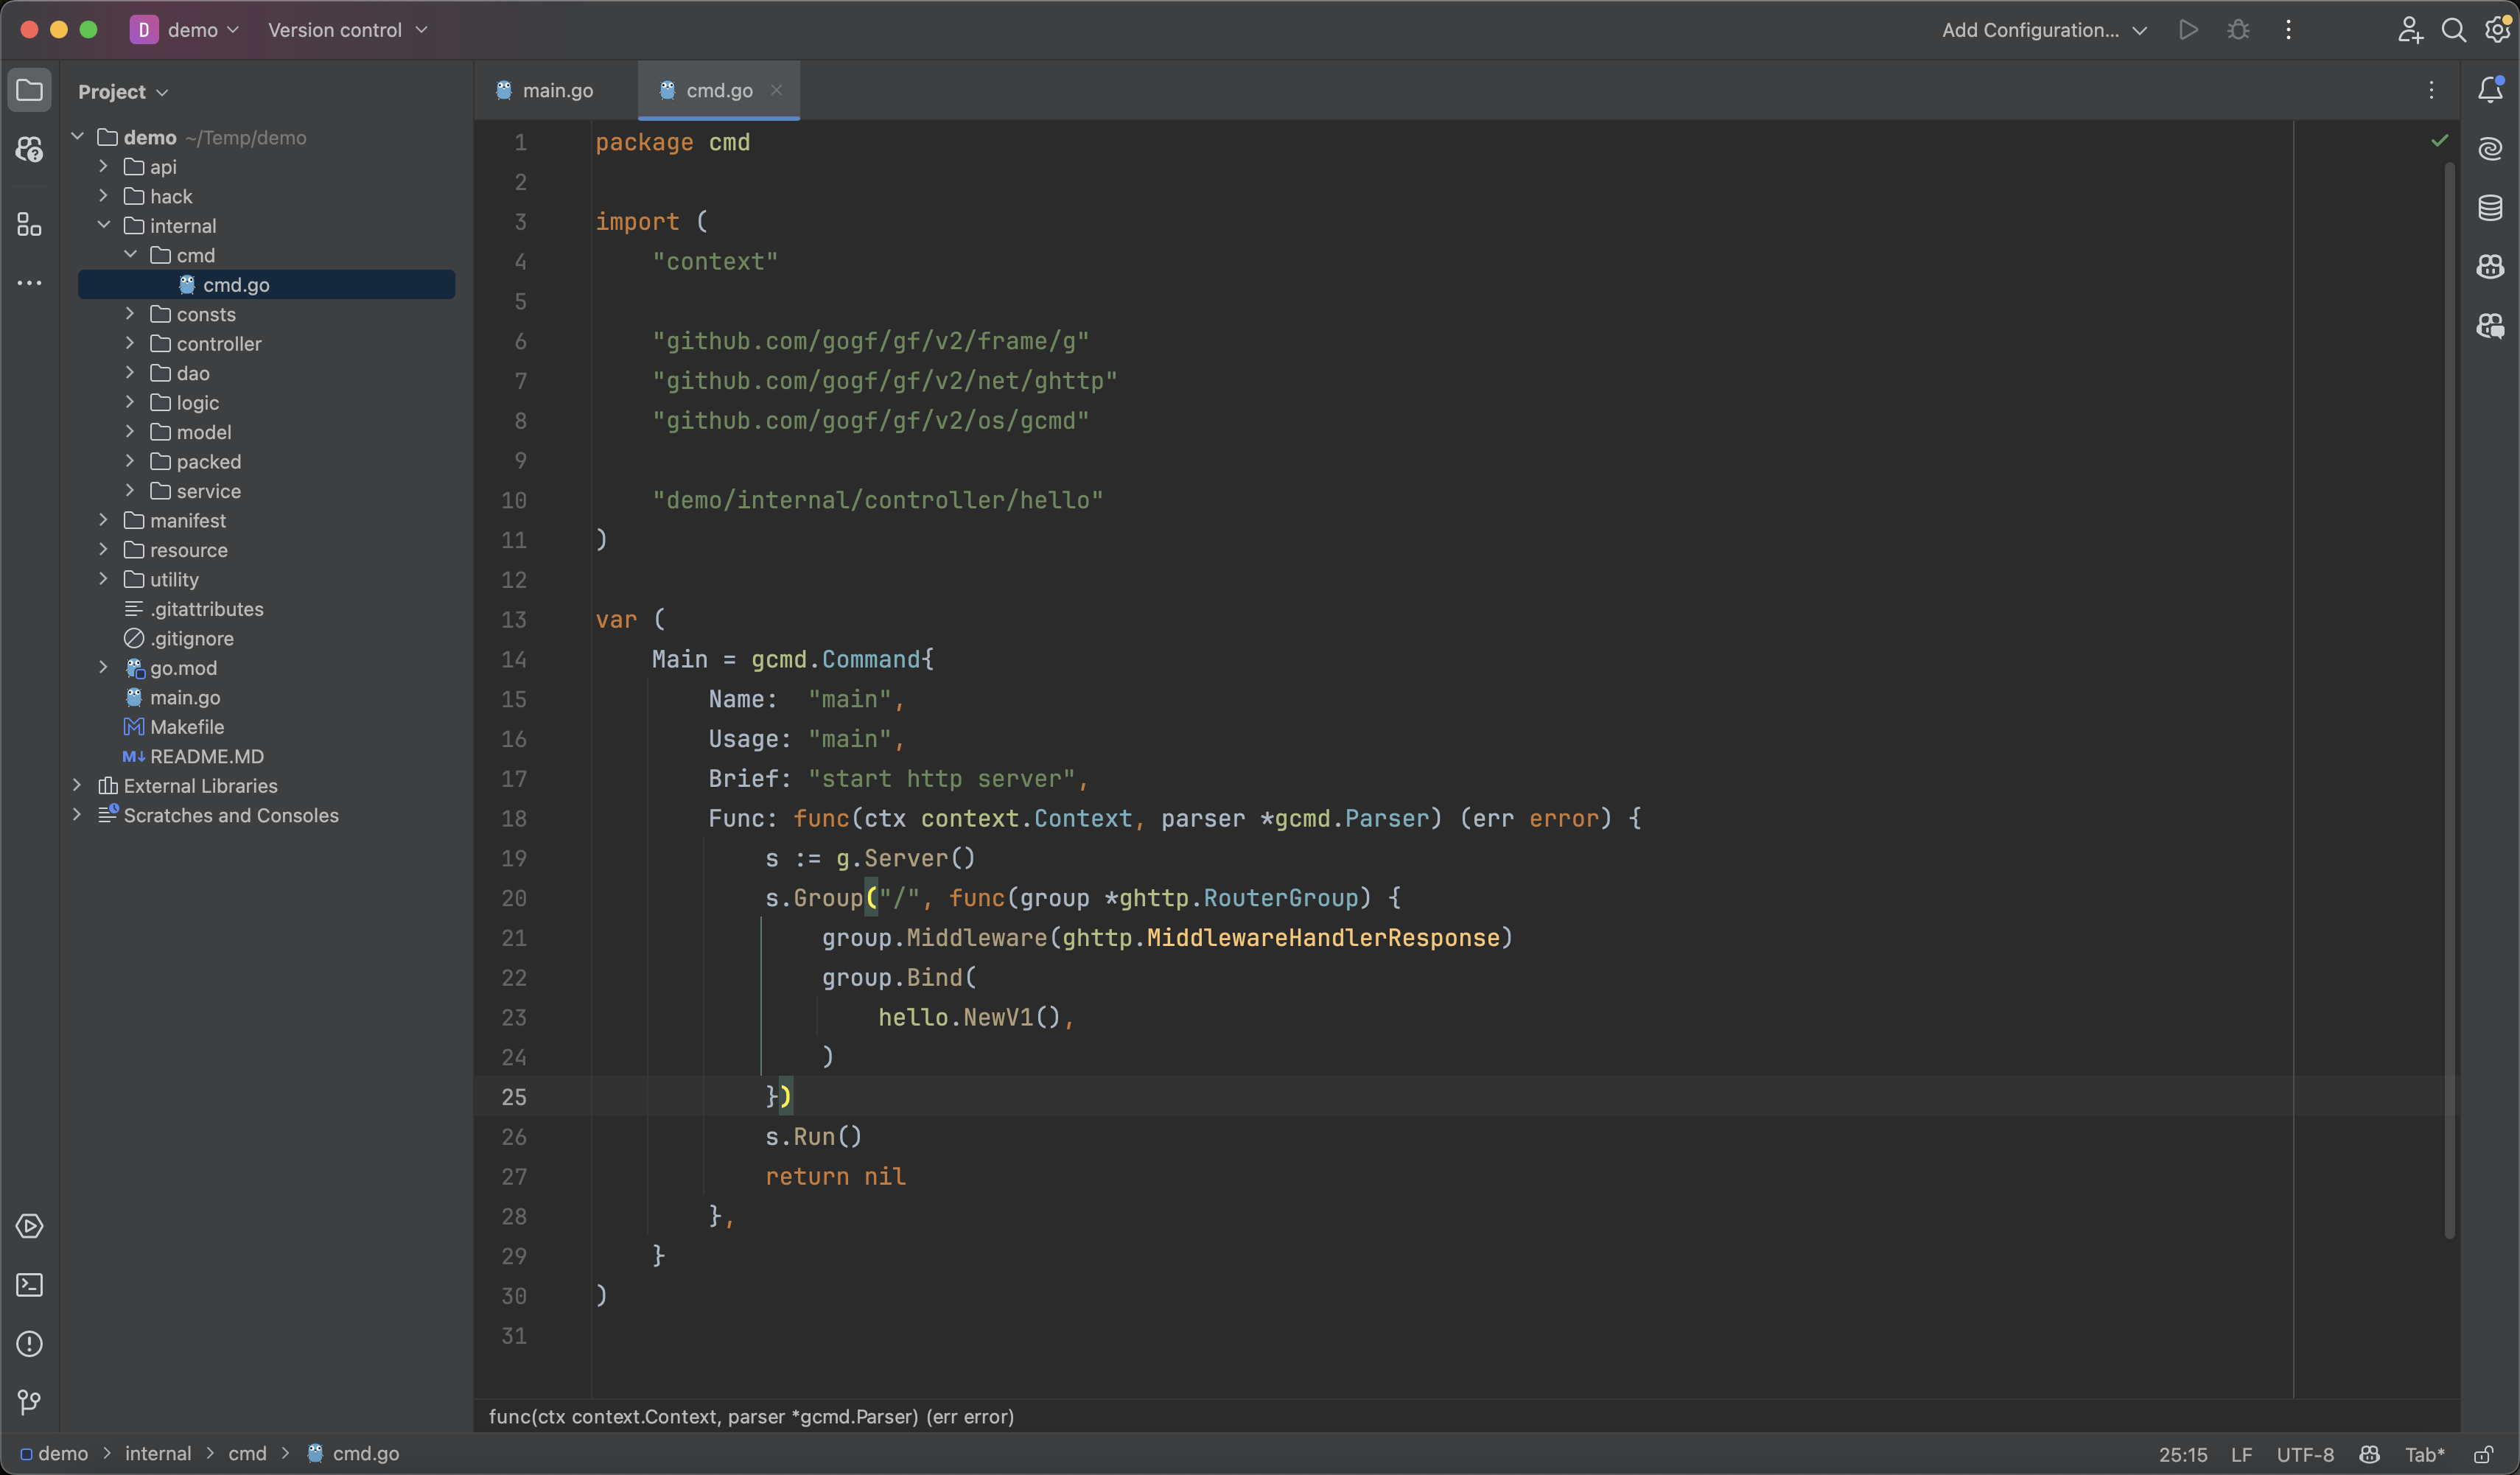 D demo Version control Add Configuration...
Project
demo ~/Temp/demo
api
hack
internal
cmd
cmd.go
consts
controller
dao
logic
model
packed
service
manifest
resource
utility
.gitattributes
.gitignore
go.mod
main.go
Makefile
README.MD
External Libraries
Scratches and Consoles
main.go cmd.go
1 package cmd
2
3 import (
4 "context"
5
6 "github.com/gogf/gf/v2/frame/g"
7 "github.com/gogf/gf/v2/net/ghttp"
8 "github.com/gogf/gf/v2/os/gcmd"
9
10 "demo/internal/controller/hello"
11 )
12
13 var (
14 Main = gcmd.Command{
15 Name: "main",
16 Usage: "main",
17 Brief: "start http server",
18 Func: func(ctx context.Context, parser *gcmd.Parser) (err error) {
19 s := g.Server()
20 s.Group("/", func(group *ghttp.RouterGroup) {
21 group.Middleware(ghttp.MiddlewareHandlerResponse)
22 group.Bind(
23 hello.NewV1(),
24 )
25 })
26 s.Run()
27 return nil
28 },
29 }
30 )
31
func(ctx context.Context, parser *gcmd.Parser) (err error)
demo > internal > cmd > cmd.go 25:15 LF UTF-8 Tab*